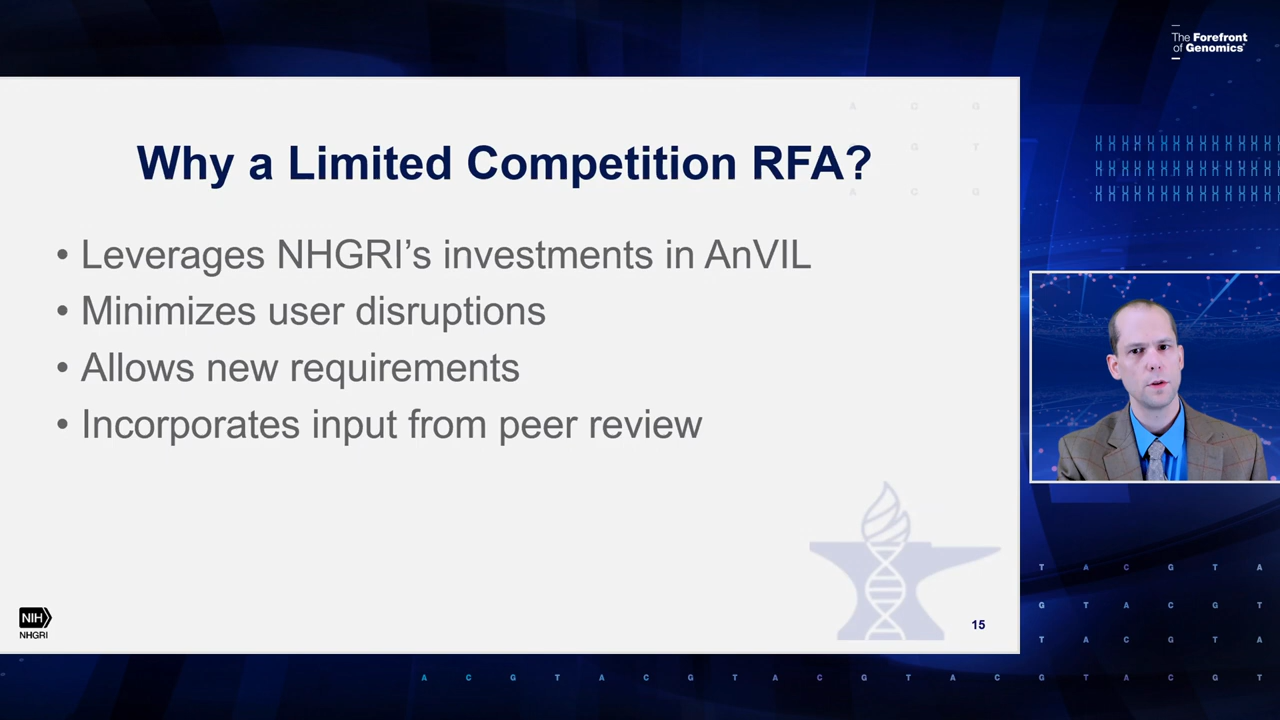 The Forefront
of Genomics®
A C G
Why a Limited Competition RFA?
G T
A C G
• Leverages NHGRI’s investments in AnVIL
• Minimizes user disruptions
• Allows new requirements
• Incorporates input from peer review
NIH
NHGRI
15
T A C G T A
G T A C G T
T A C G T A
A C G T A C G T A C G T A C G T A C G T